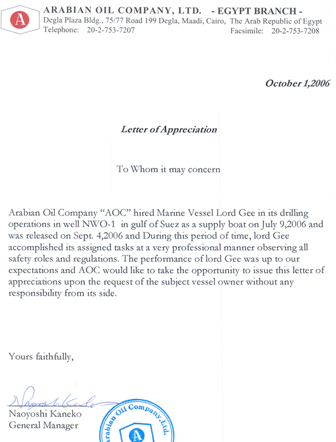 A
ARABIAN OIL COMPANY, LTD. - EGYPT BRANCH -
Degla Plaza Bldg., 75/77 Road 199 Degla, Maadi, Cairo, The Arab Republic of Egypt
Telephone: 20-2-753-7207 Facsimile: 20-2-753-7208
October 1,2006
Letter of Appreciation
To Whom it may concern
Arabian Oil Company “AOC” hired Marine Vessel Lord Gee in its drilling
operations in well NWO-1 in gulf of Suez as a supply boat on July 9,2006 and
was released on Sept. 4,2006 and During this period of time, lord Gee
accomplished its assigned tasks at a very professional manner observing all
safety roles and regulations. The performance of lord Gee was up to our
expectations and AOC would like to take the opportunity to issue this letter of
appreciations upon the request of the subject vessel owner without any
responsibility from its side.
Yours faithfully,
Naoyoshi Kaneko
General Manager
Arabian Oil Company, Ltd.
A